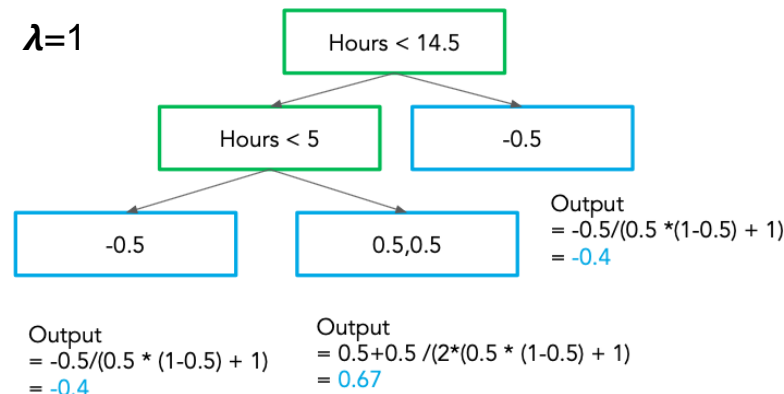 λ=1
Hours < 14.5
Hours < 5
-0.5
-0.5
0.5,0.5
Output
= -0.5/(0.5 *(1-0.5) + 1)
= -0.4
Output
= -0.5/(0.5 * (1-0.5) + 1)
= -0.4
Output
= 0.5+0.5 /(2*(0.5 * (1-0.5) + 1)
= 0.67